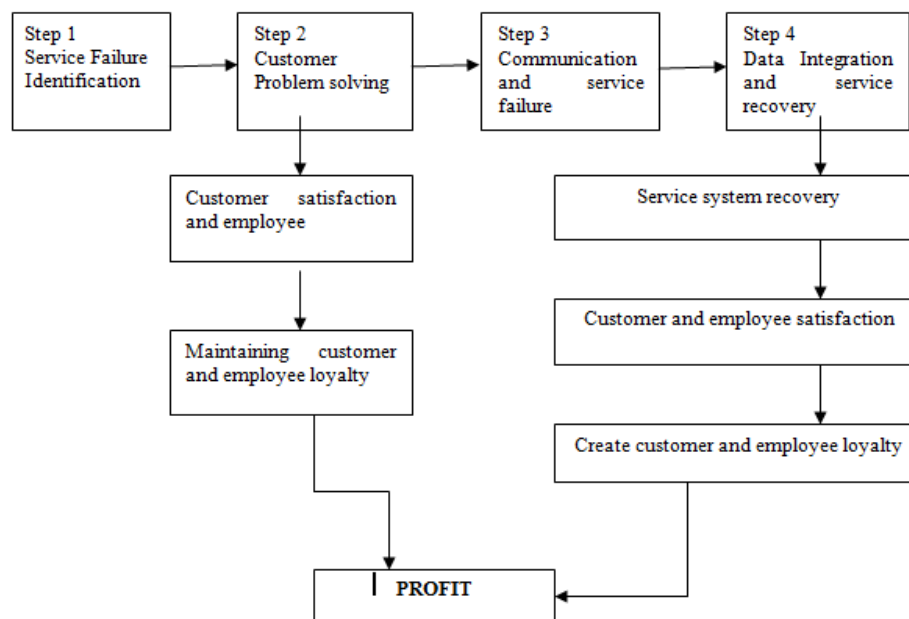 Step 1
Service Failure
Identification
Step 2
Customer
Problem solving
Step 3
Communication
and service
failure
Step 4
Data Integration
and service
recovery
Customer satisfaction
and employee
Service system recovery
Customer and employee satisfaction
Maintaining customer
and employee loyalty
Create customer and employee loyalty
PROFIT